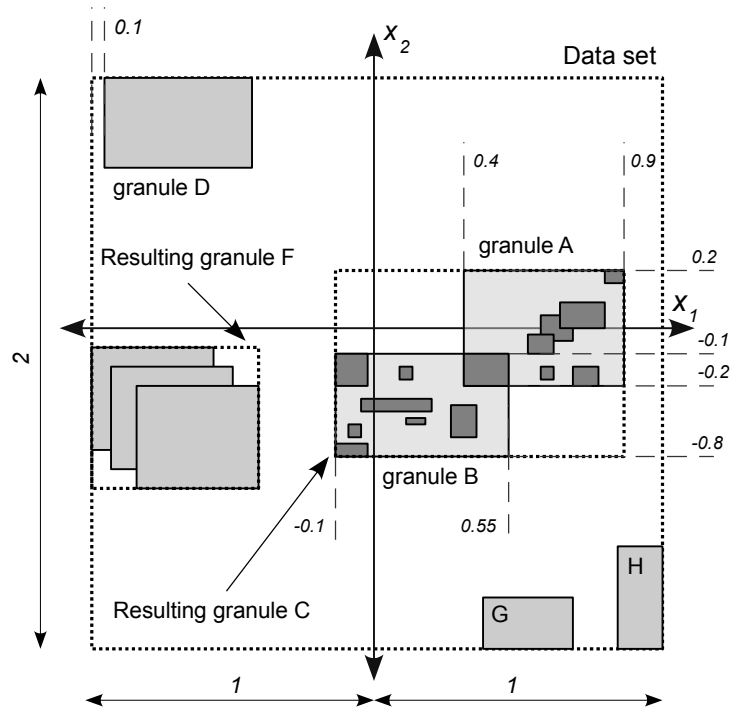 0.1
x2
Data set
0.4
0.9
granule D
granule A
Resulting granule F
0.2
x1
-0.1
2
-0.2
-0.8
granule B
-0.1
0.55
H
Resulting granule C
G
1
1